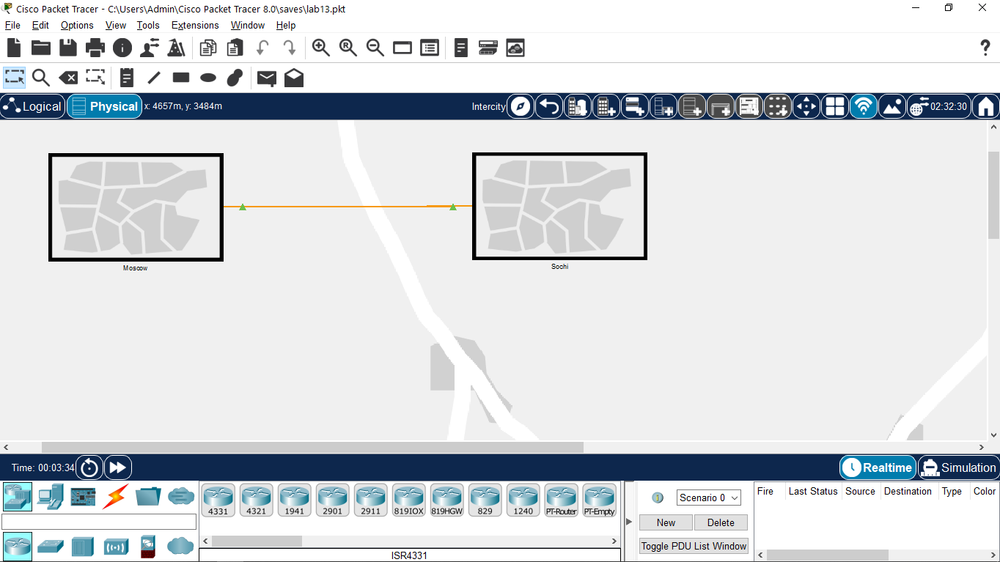 Cisco Packet Tracer - C:\Users\Admin\Cisco Packet Tracer 8.0\saves\lab13.pkt
File Edit Options View Tools Extensions Window Help
Logical Physical x: 4657m, y: 3484m Intercity 02:32:30
Moscow
Sochi
Time: 00:03:34 Realtime Simulation
4331 4321 1941 2901 2911 819IOX 819HGW 829 1240 PT-Router PT-Empty
ISR4331
Scenario 0
New Delete
Toggle PDU List Window
Fire Last Status Source Destination Type Color